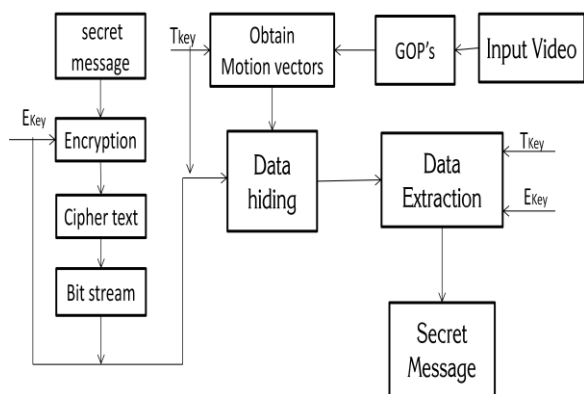 secret
message
TKey
Obtain
Motion vectors
GOP's
Input Video
EKey
Encryption
Data
hiding
Data
Extraction
TKey
EKey
Cipher text
Bit stream
Secret
Message